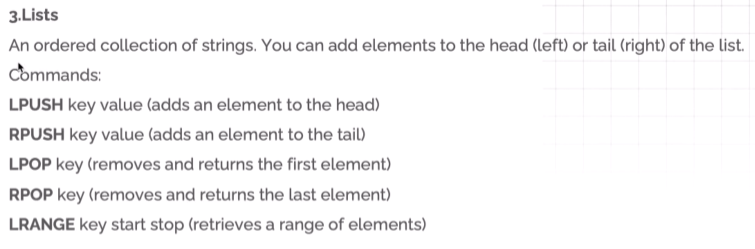 3.Lists
An ordered collection of strings. You can add elements to the head (left) or tail (right) of the list.
Commands:
LPUSH key value (adds an element to the head)
RPUSH key value (adds an element to the tail)
LPOP key (removes and returns the first element)
RPOP key (removes and returns the last element)
LRANGE key start stop (retrieves a range of elements)